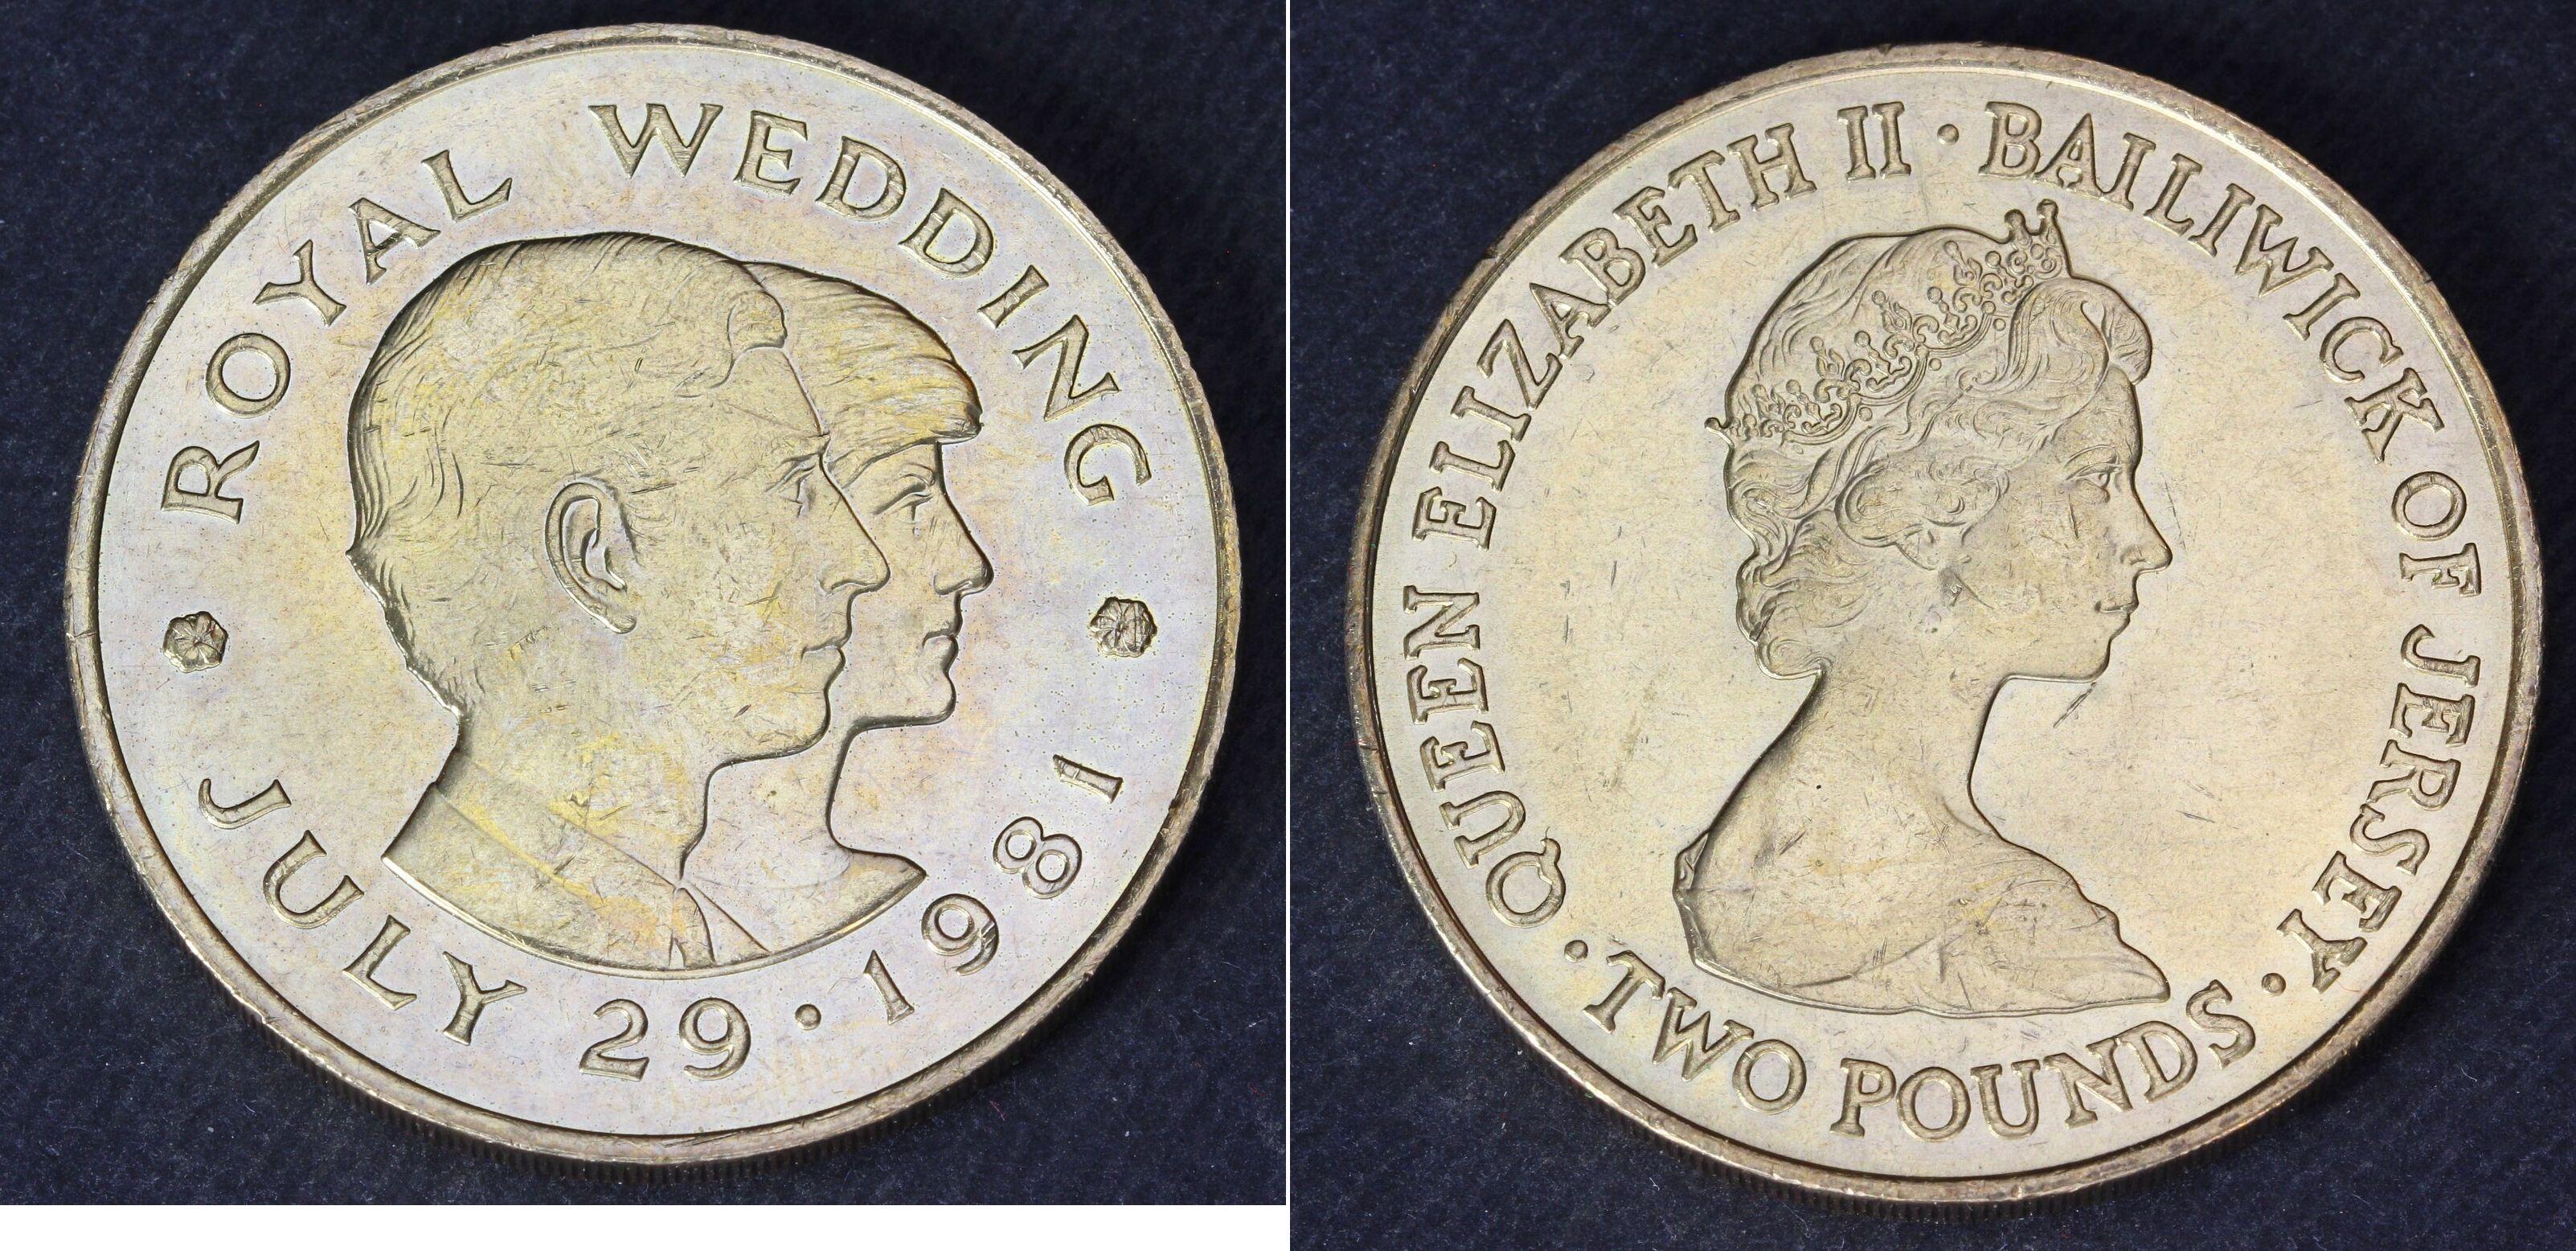 ROYAL WEDDING
JULY 29 · 1981
QUEEN ELIZABETH II · BAILIWICK OF JERSEY ·
TWO POUNDS ·